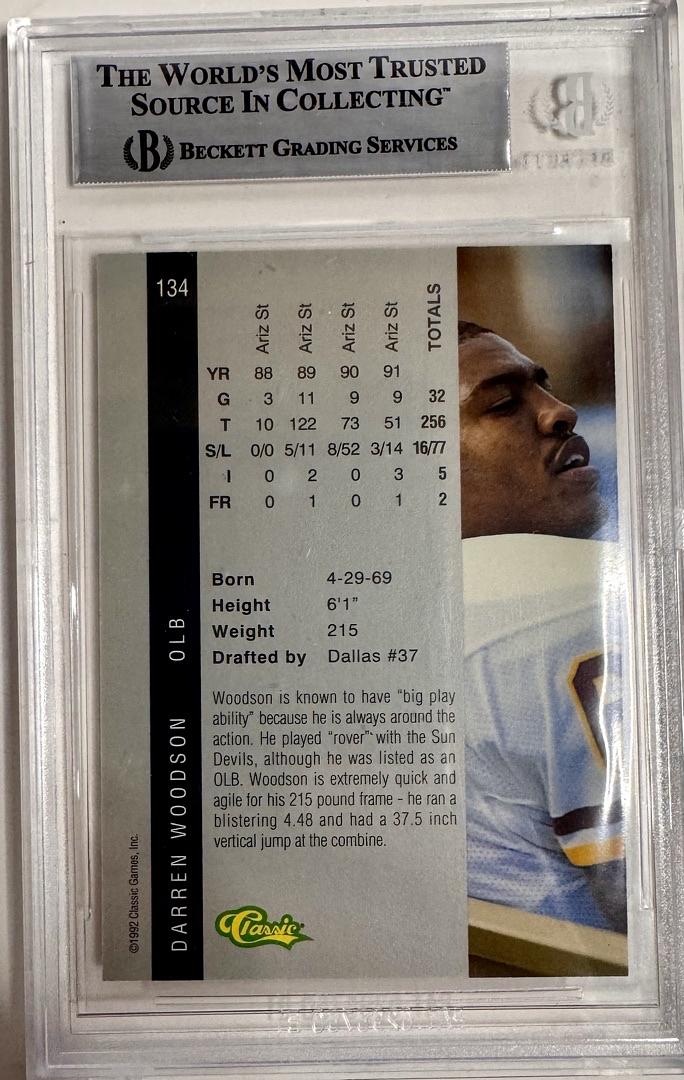 THE WORLD'S MOST TRUSTED
SOURCE IN COLLECTING™
B BECKETT GRADING SERVICES
134
Ariz St Ariz St Ariz St Ariz St TOTALS
YR 88 89 90 91
G 3 11 9 9 32
T 10 122 73 51 256
S/L 0/0 5/11 8/52 3/14 16/77
I 0 2 0 3 5
FR 0 1 0 1 2
Born 4-29-69
Height 6'1"
Weight 215
Drafted by Dallas #37
Woodson is known to have "big play
ability" because he is always around the
action. He played "rover" with the Sun
Devils, although he was listed as an
OLB. Woodson is extremely quick and
agile for his 215 pound frame - he ran a
blistering 4.48 and had a 37.5 inch
vertical jump at the combine.
DARREN WOODSON OLB
©1992 Classic Games, Inc.
Classic